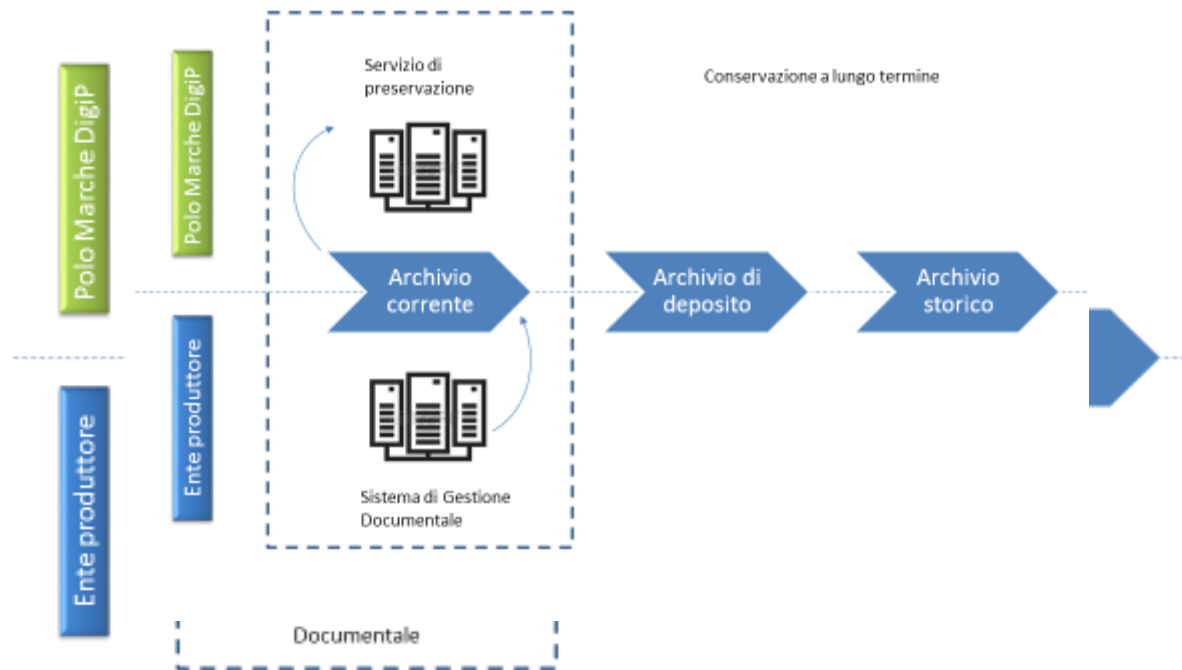 Polo Marche DigiP
Polo Marche DigiP
Servizio di
preservazione
Conservazione a lungo termine
Archivio
corrente
Archivio di
deposito
Archivio
storico
Ente produttore
Ente produttore
Sistema di Gestione
Documentale
Documentale